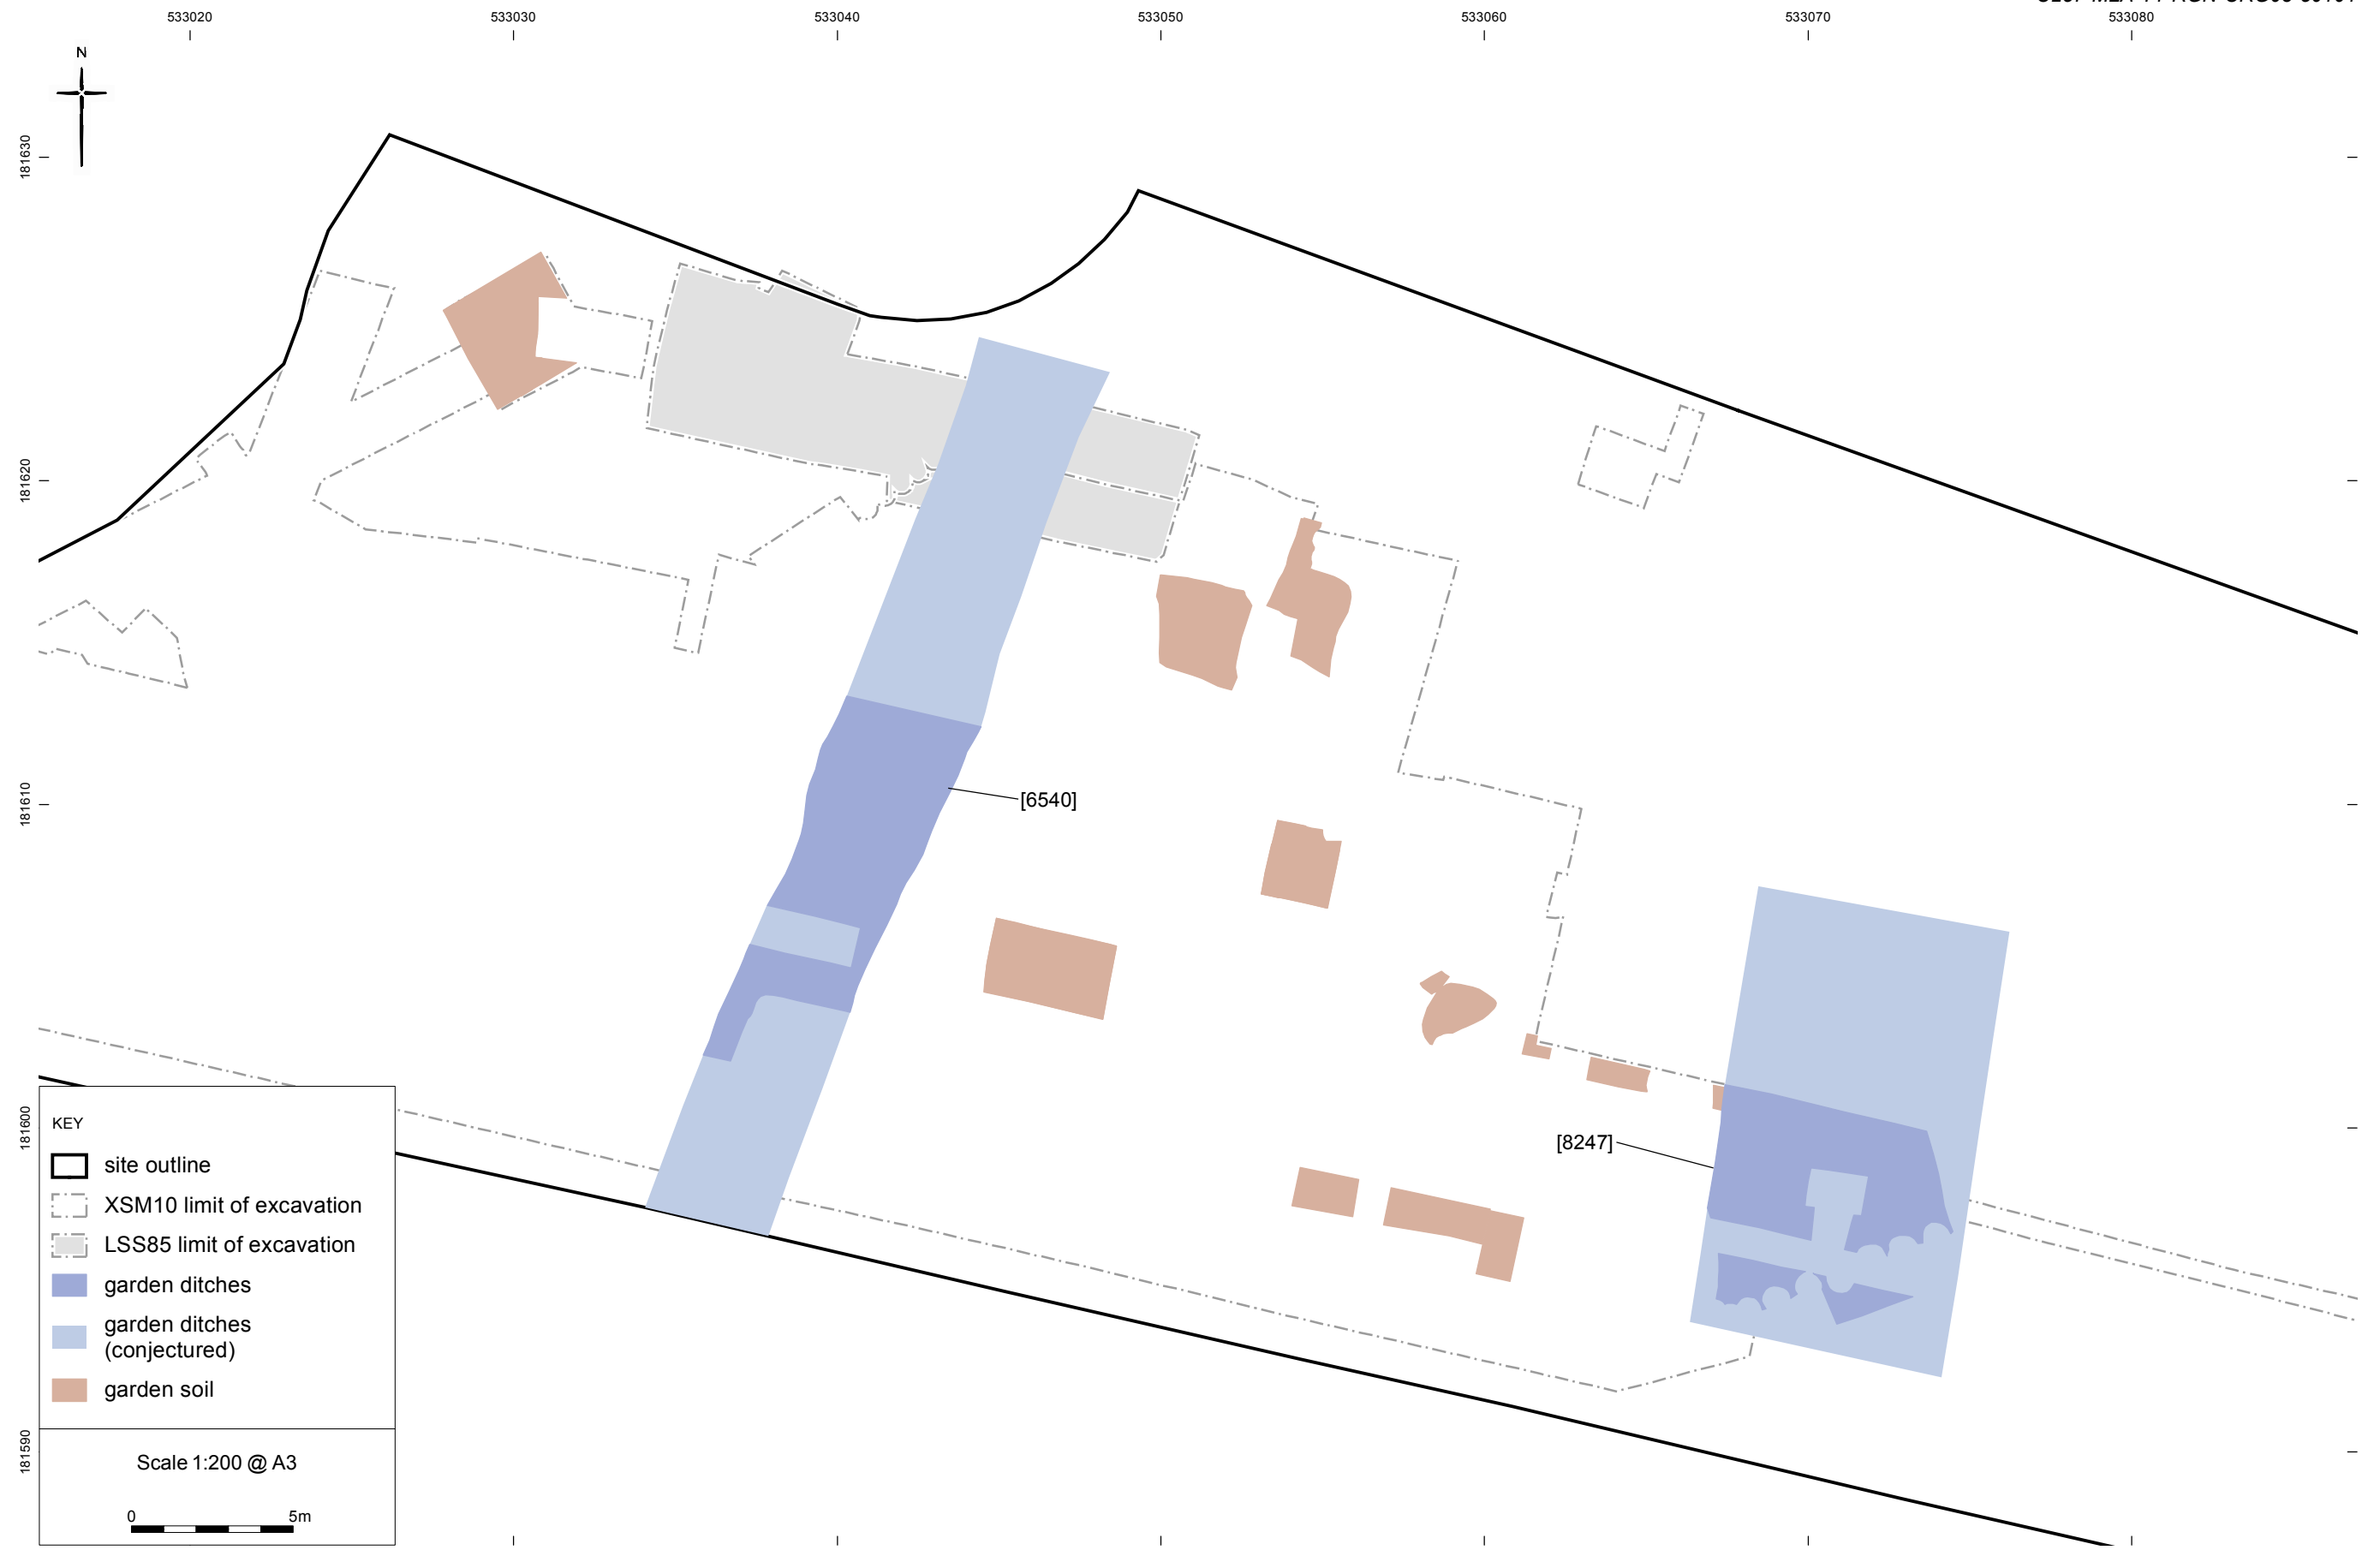 533020 533030 533040 533050 533060 533070 533080
N
181630
181620
181610
181600
181590
[6540]
[8247]
KEY
site outline
XSM10 limit of excavation
LSS85 limit of excavation
garden ditches
garden ditches
(conjectured)
garden soil
Scale 1:200 @ A3
0 5m